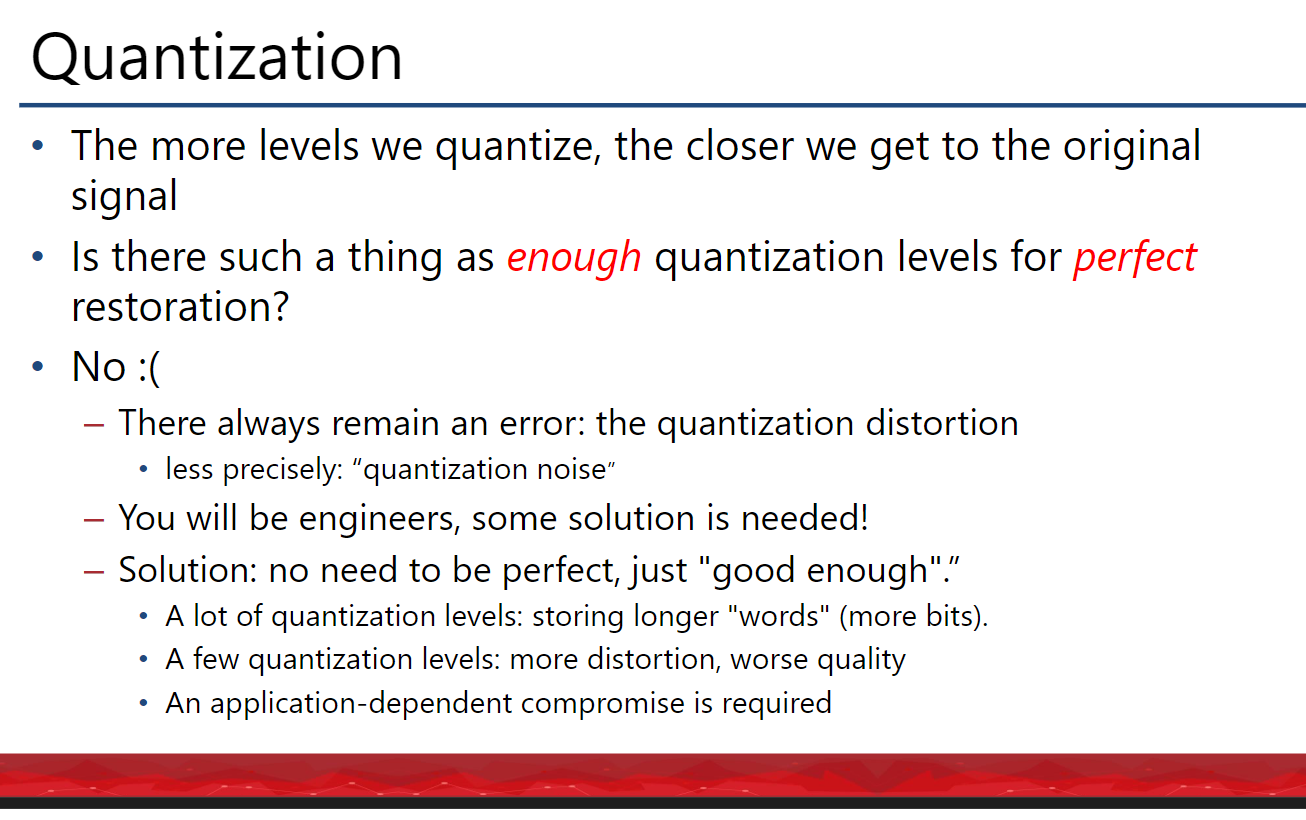 Quantization
• The more levels we quantize, the closer we get to the original
signal
• Is there such a thing as enough quantization levels for perfect
restoration?
• No :(
– There always remain an error: the quantization distortion
• less precisely: “quantization noise”
– You will be engineers, some solution is needed!
– Solution: no need to be perfect, just "good enough".”
• A lot of quantization levels: storing longer "words" (more bits).
• A few quantization levels: more distortion, worse quality
• An application-dependent compromise is required